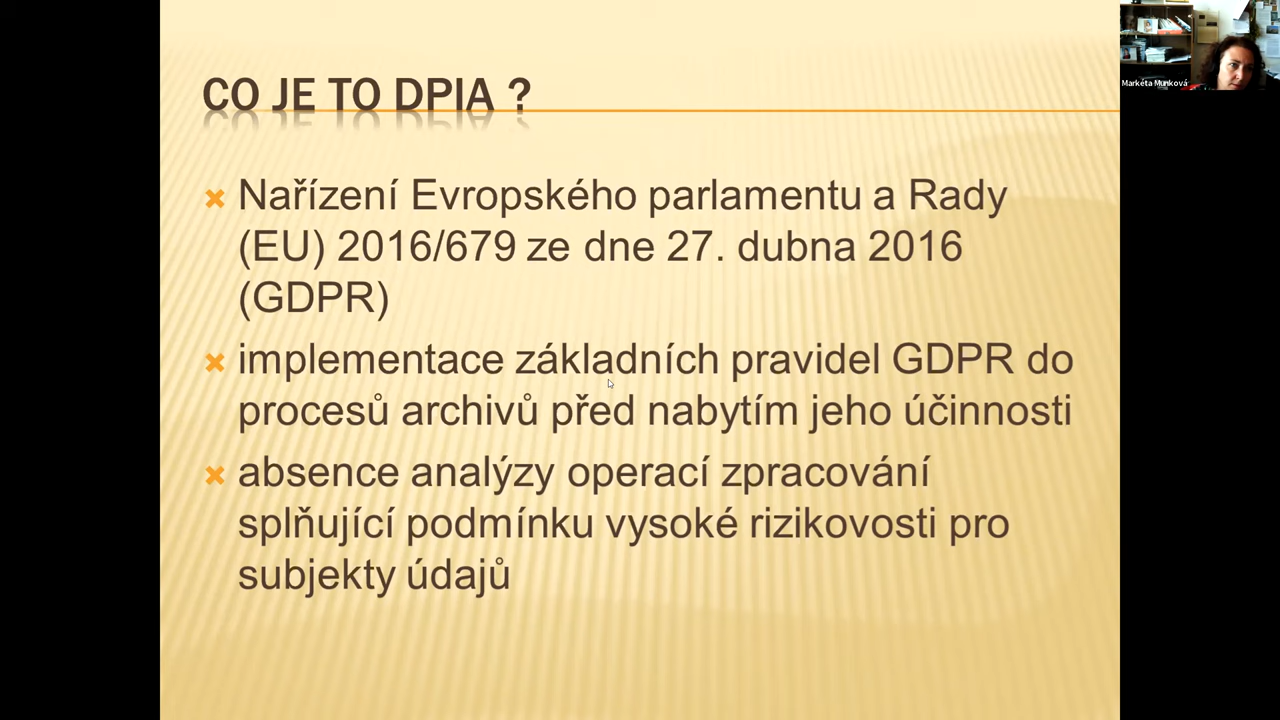 CO JE TO DPIA ?
Nařízení Evropského parlamentu a Rady
(EU) 2016/679 ze dne 27. dubna 2016
(GDPR)
implementace základních pravidel GDPR do
procesů archivů před nabytím jeho účinnosti
absence analýzy operací zpracování
splňující podmínku vysoké rizikovosti pro
subjekty údajů
Markéta Munková